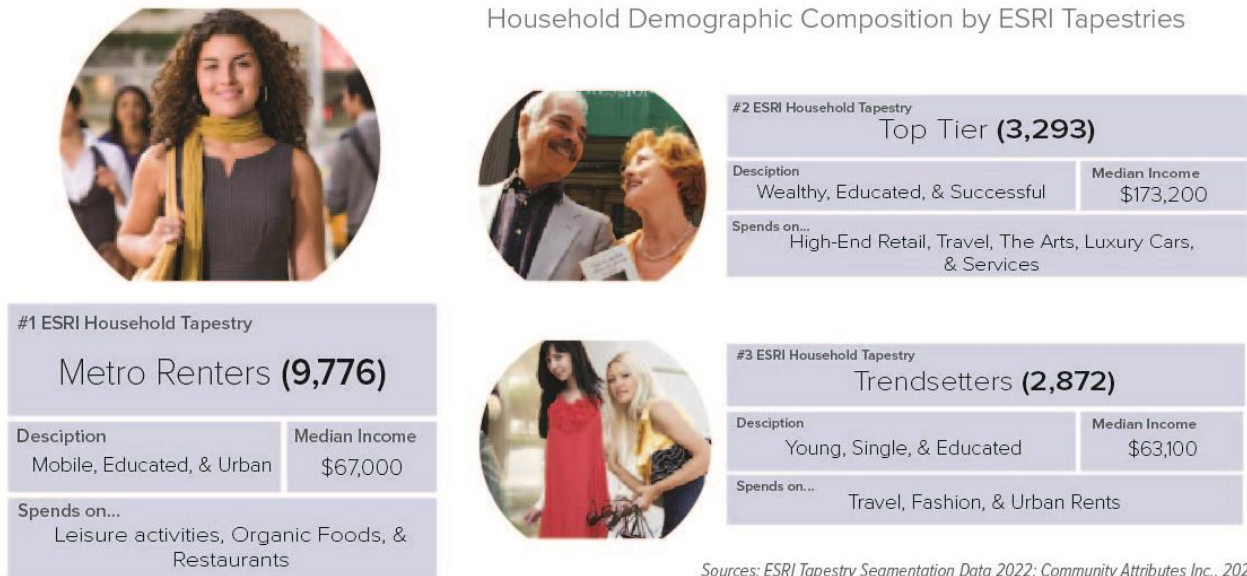 Household Demographic Composition by ESRI Tapestries
#1 ESRI Household Tapestry
Metro Renters (9,776)
Desciption
Mobile, Educated, & Urban
Median Income
$67,000
Spends on...
Leisure activities, Organic Foods, &
Restaurants
#2 ESRI Household Tapestry
Top Tier (3,293)
Desciption
Wealthy, Educated, & Successful
Median Income
$173,200
Spends on...
High-End Retail, Travel, The Arts, Luxury Cars,
& Services
#3 ESRI Household Tapestry
Trendsetters (2,872)
Desciption
Young, Single, & Educated
Median Income
$63,100
Spends on...
Travel, Fashion, & Urban Rents
Sources: ESRI Tapestry Segmentation Data 2022; Community Attributes Inc.,